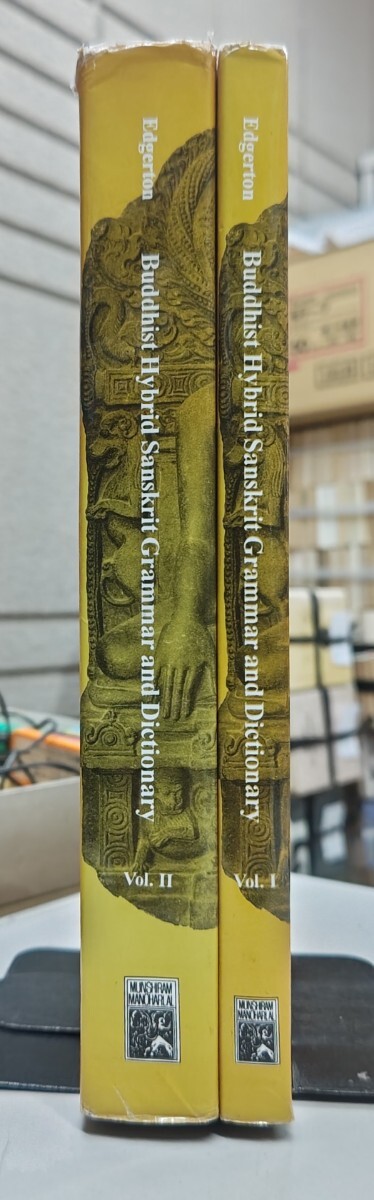 Edgerton
Buddhist Hybrid Sanskrit Grammar and Dictionary
Vol. II
MUNSHIRAM
MANOHARLAL
Edgerton
Buddhist Hybrid Sanskrit Grammar and Dictionary
Vol. I
MUNSHIRAM
MANOHARLAL